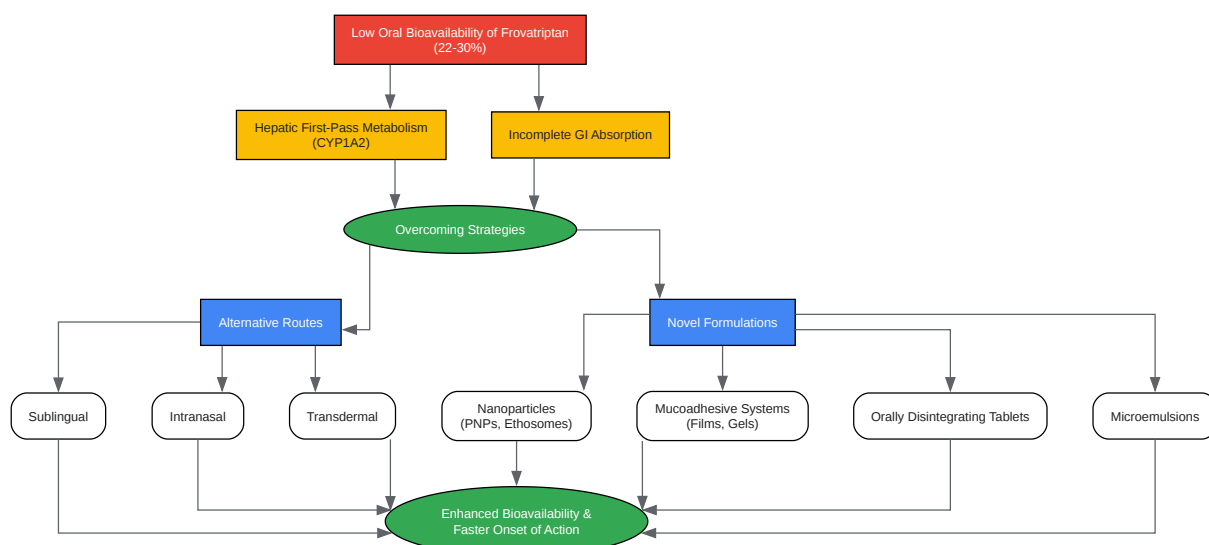 Low Oral Bioavailability of Frovatriptan
(22-30%)
Hepatic First-Pass Metabolism
(CYP1A2)
Incomplete GI Absorption
Overcoming Strategies
Alternative Routes
Novel Formulations
Sublingual
Intranasal
Transdermal
Nanoparticles
(PNPs, Ethosomes)
Mucoadhesive Systems
(Films, Gels)
Orally Disintegrating Tablets
Microemulsions
Enhanced Bioavailability &
Faster Onset of Action